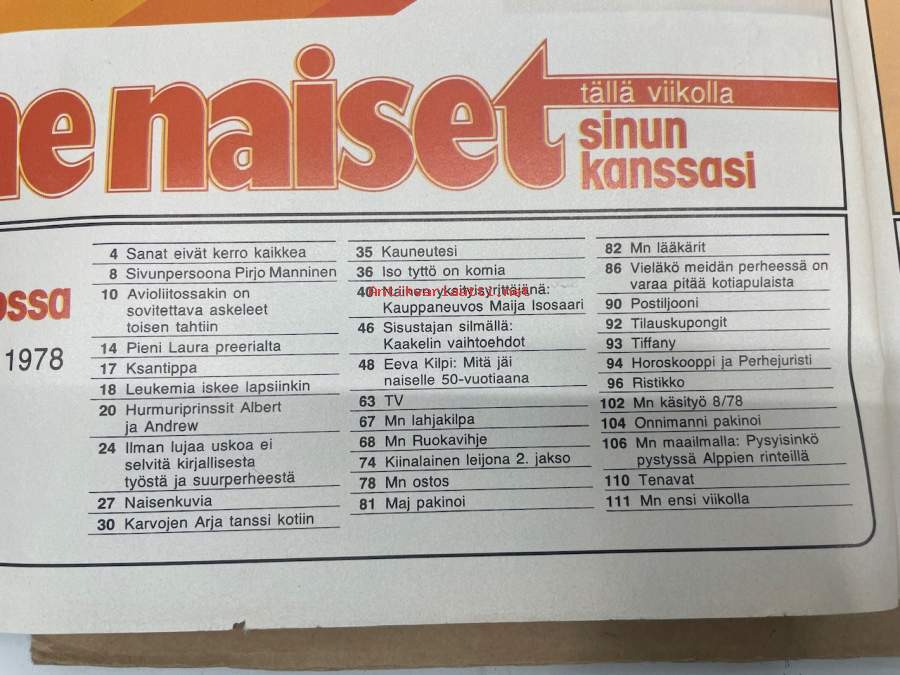 ne naiset
tällä viikolla
sinun
kanssasi
ossa
1978
4 Sanat eivät kerro kaikkea
8 Sivunpersoona Pirjo Manninen
10 Avioliitossakin on
sovitettava askeleet
toisen tahtiin
14 Pieni Laura preerialta
17 Ksantippa
18 Leukemia iskee lapsiinkin
20 Hurmuriprinssit Albert
ja Andrew
24 Ilman lujaa uskoa ei
selvitä kirjallisesta
työstä ja suurperheestä
27 Naisenkuvia
30 Karvojen Arja tanssi kotiin
35 Kauneutesi
36 Iso tyttö on komia
40 Nainen yksityisyrittäjänä:
Kauppaneuvos Maija Isosaari
46 Sisustajan silmällä:
Kaakelin vaihtoehdot
48 Eeva Kilpi: Mitä jäi
naiselle 50-vuotiaana
63 TV
67 Mn lahjakilpa
68 Mn Ruokavihje
74 Kiinalainen leijona 2. jakso
78 Mn ostos
81 Maj pakinoi
82 Mn lääkärit
86 Vieläkö meidän perheessä on
varaa pitää kotiapulaista
90 Postiljooni
92 Tilauskupongit
93 Tiffany
94 Horoskooppi ja Perhejuristi
96 Ristikko
102 Mn käsityö 8/78
104 Onnimanni pakinoi
106 Mn maailmalla: Pysyisinkö
pystyssä Alppien rinteillä
110 Tenavat
111 Mn ensi viikolla